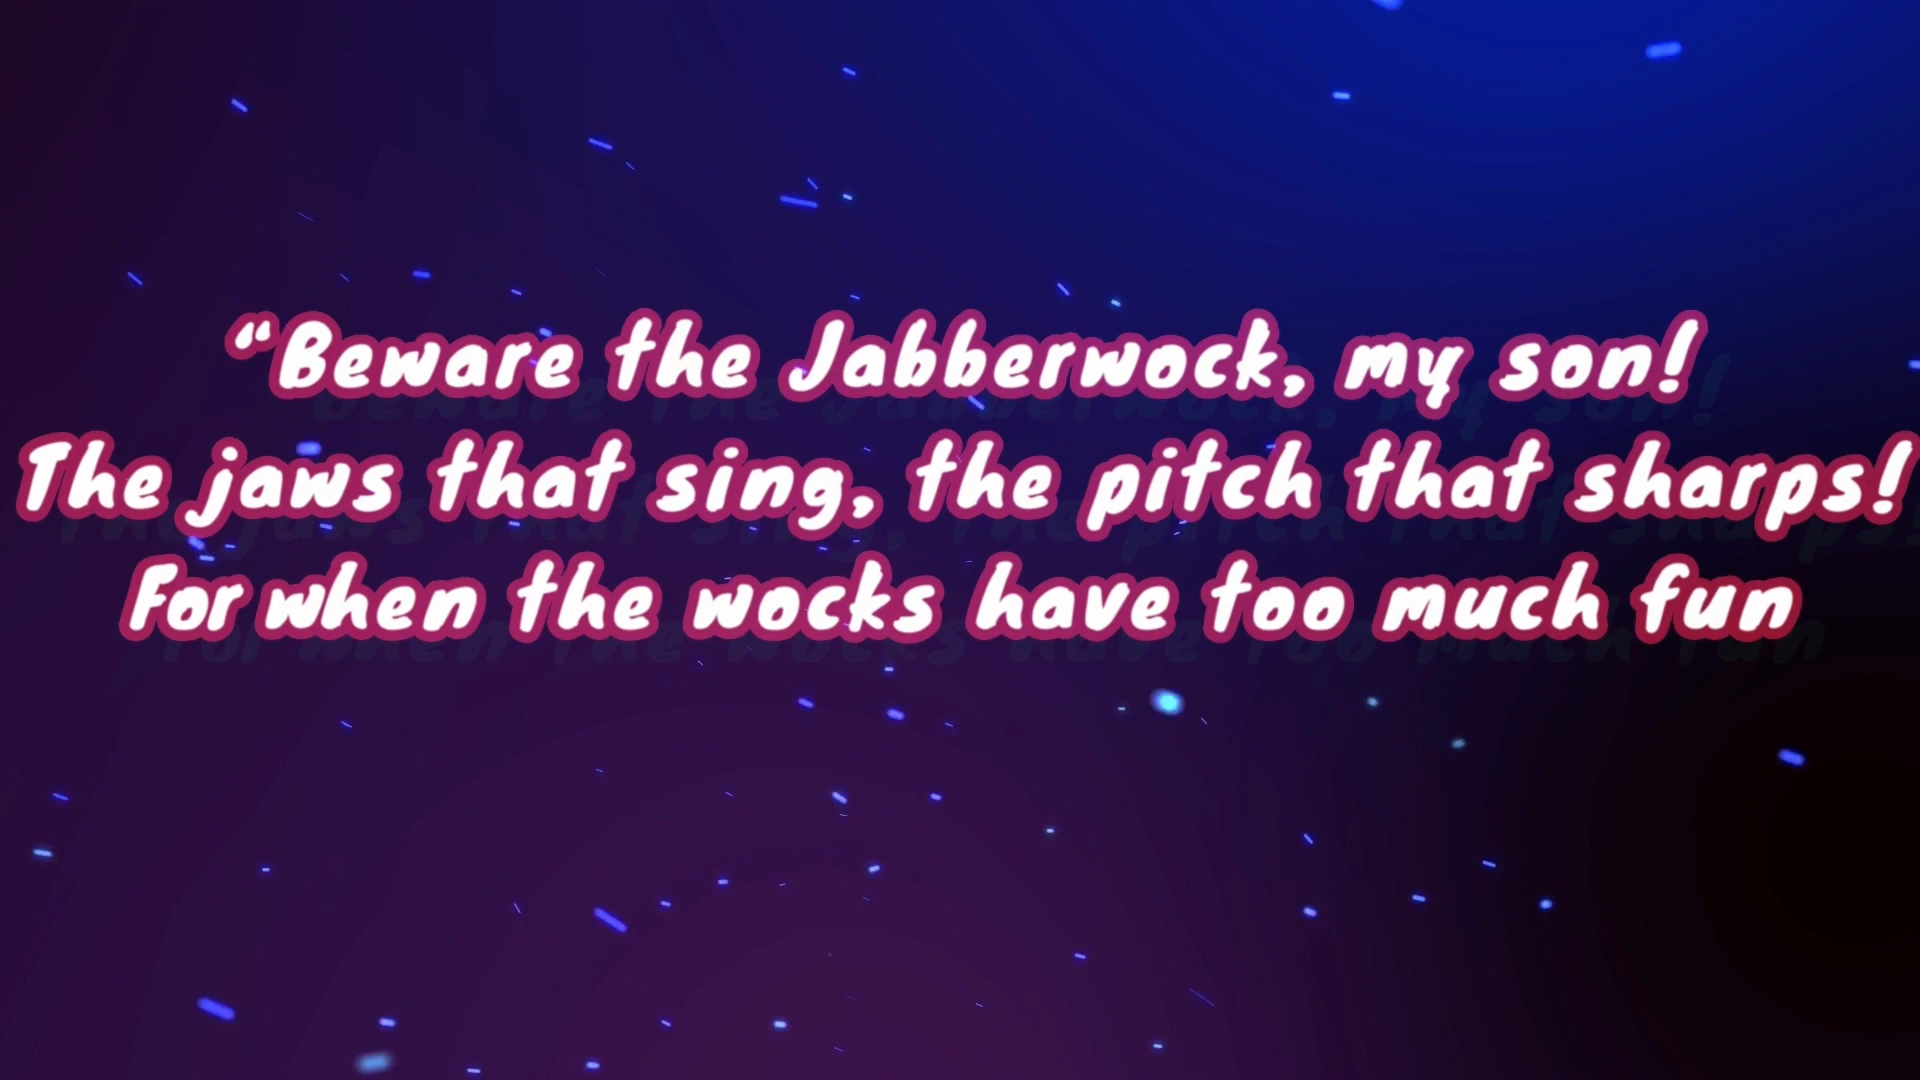 “Beware the Jabberwock, my son!
The jaws that sing, the pitch that sharps!
For when the wocks have too much fun